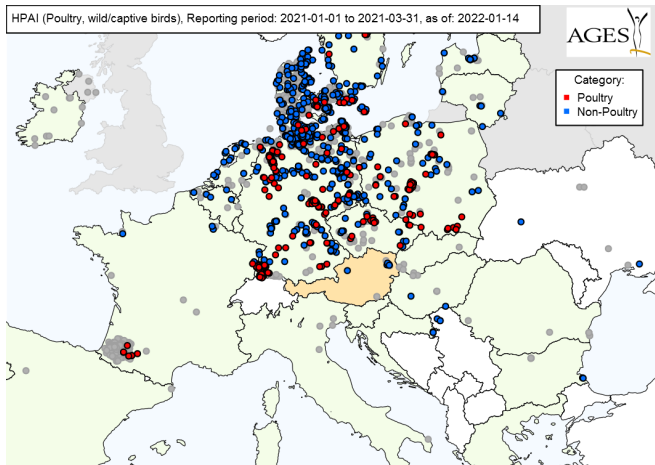 HPAI (Poultry, wild/captive birds), Reporting period: 2021-01-01 to 2021-03-31, as of: 2022-01-14
AGES
Category:
Poultry
Non-Poultry